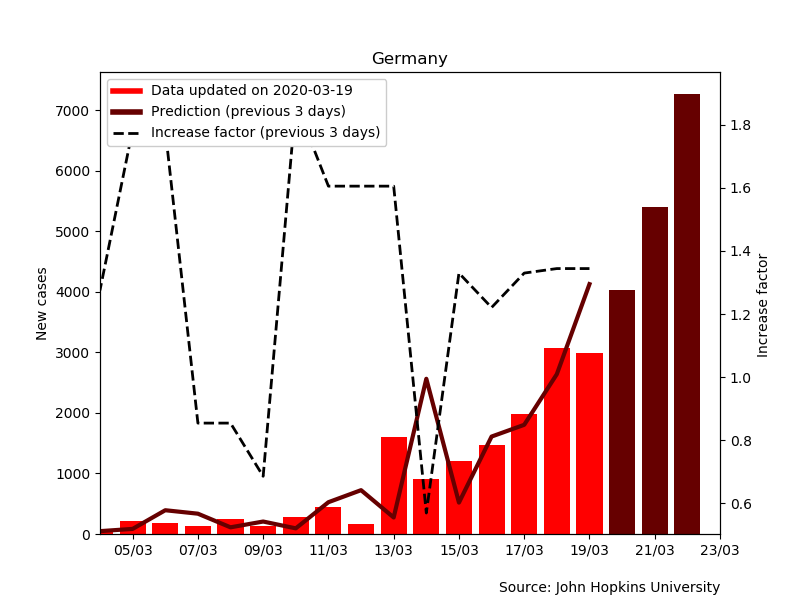 Germany
Data updated on 2020-03-19
Prediction (previous 3 days)
Increase factor (previous 3 days)
New cases
7000
6000
5000
4000
3000
2000
1000
0
1.8
1.6
1.4
1.2
1.0
0.8
0.6
Increase factor
05/03 07/03 09/03 11/03 13/03 15/03 17/03 19/03 21/03 23/03
Source: John Hopkins University